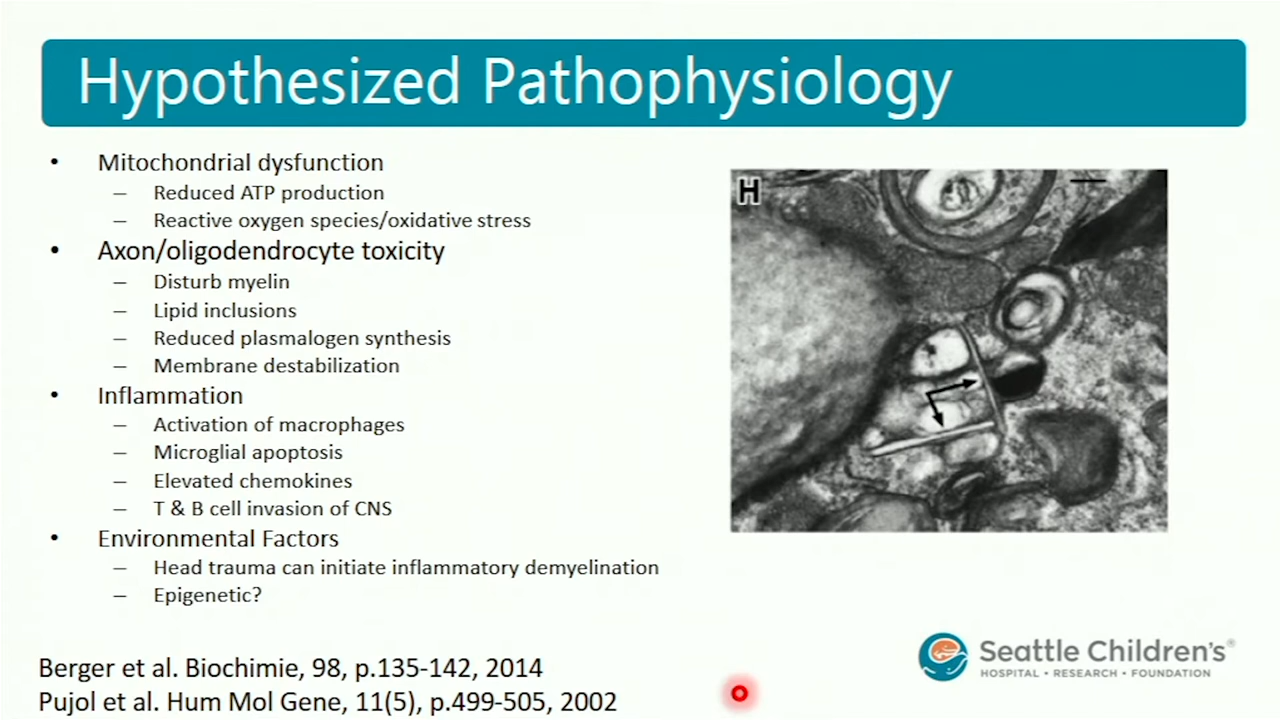 Hypothesized Pathophysiology
• Mitochondrial dysfunction
– Reduced ATP production
– Reactive oxygen species/oxidative stress
• Axon/oligodendrocyte toxicity
– Disturb myelin
– Lipid inclusions
– Reduced plasmalogen synthesis
– Membrane destabilization
• Inflammation
– Activation of macrophages
– Microglial apoptosis
– Elevated chemokines
– T & B cell invasion of CNS
• Environmental Factors
– Head trauma can initiate inflammatory demyelination
– Epigenetic?
H
Berger et al. Biochimie, 98, p.135-142, 2014
Pujol et al. Hum Mol Gene, 11(5), p.499-505, 2002
Seattle Children's®
HOSPITAL • RESEARCH • FOUNDATION